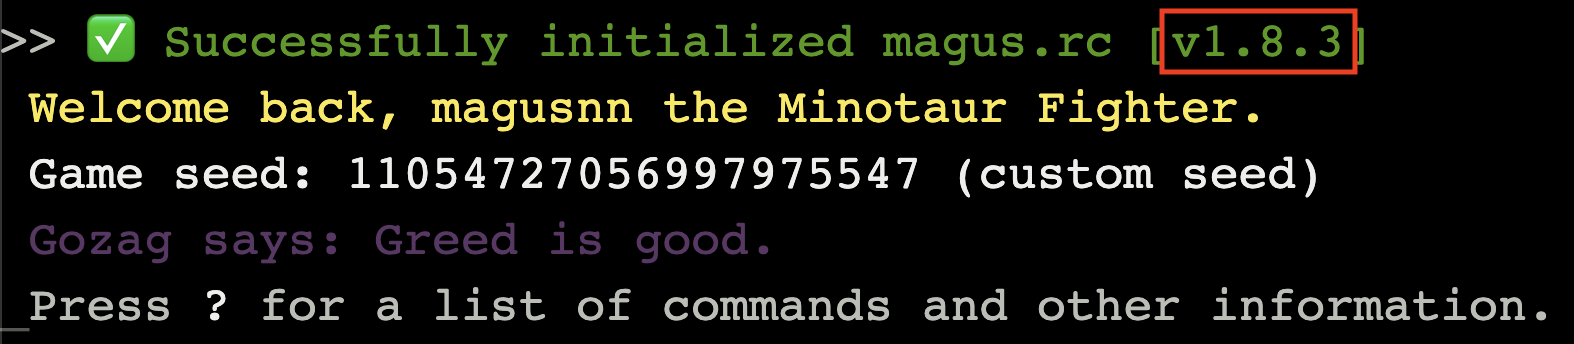 >> ✅ Successfully initialized magus.rc [v1.8.3]
Welcome back, magusnn the Minotaur Fighter.
Game seed: 11054727056997975547 (custom seed)
Gozag says: Greed is good.
Press ? for a list of commands and other information.
_